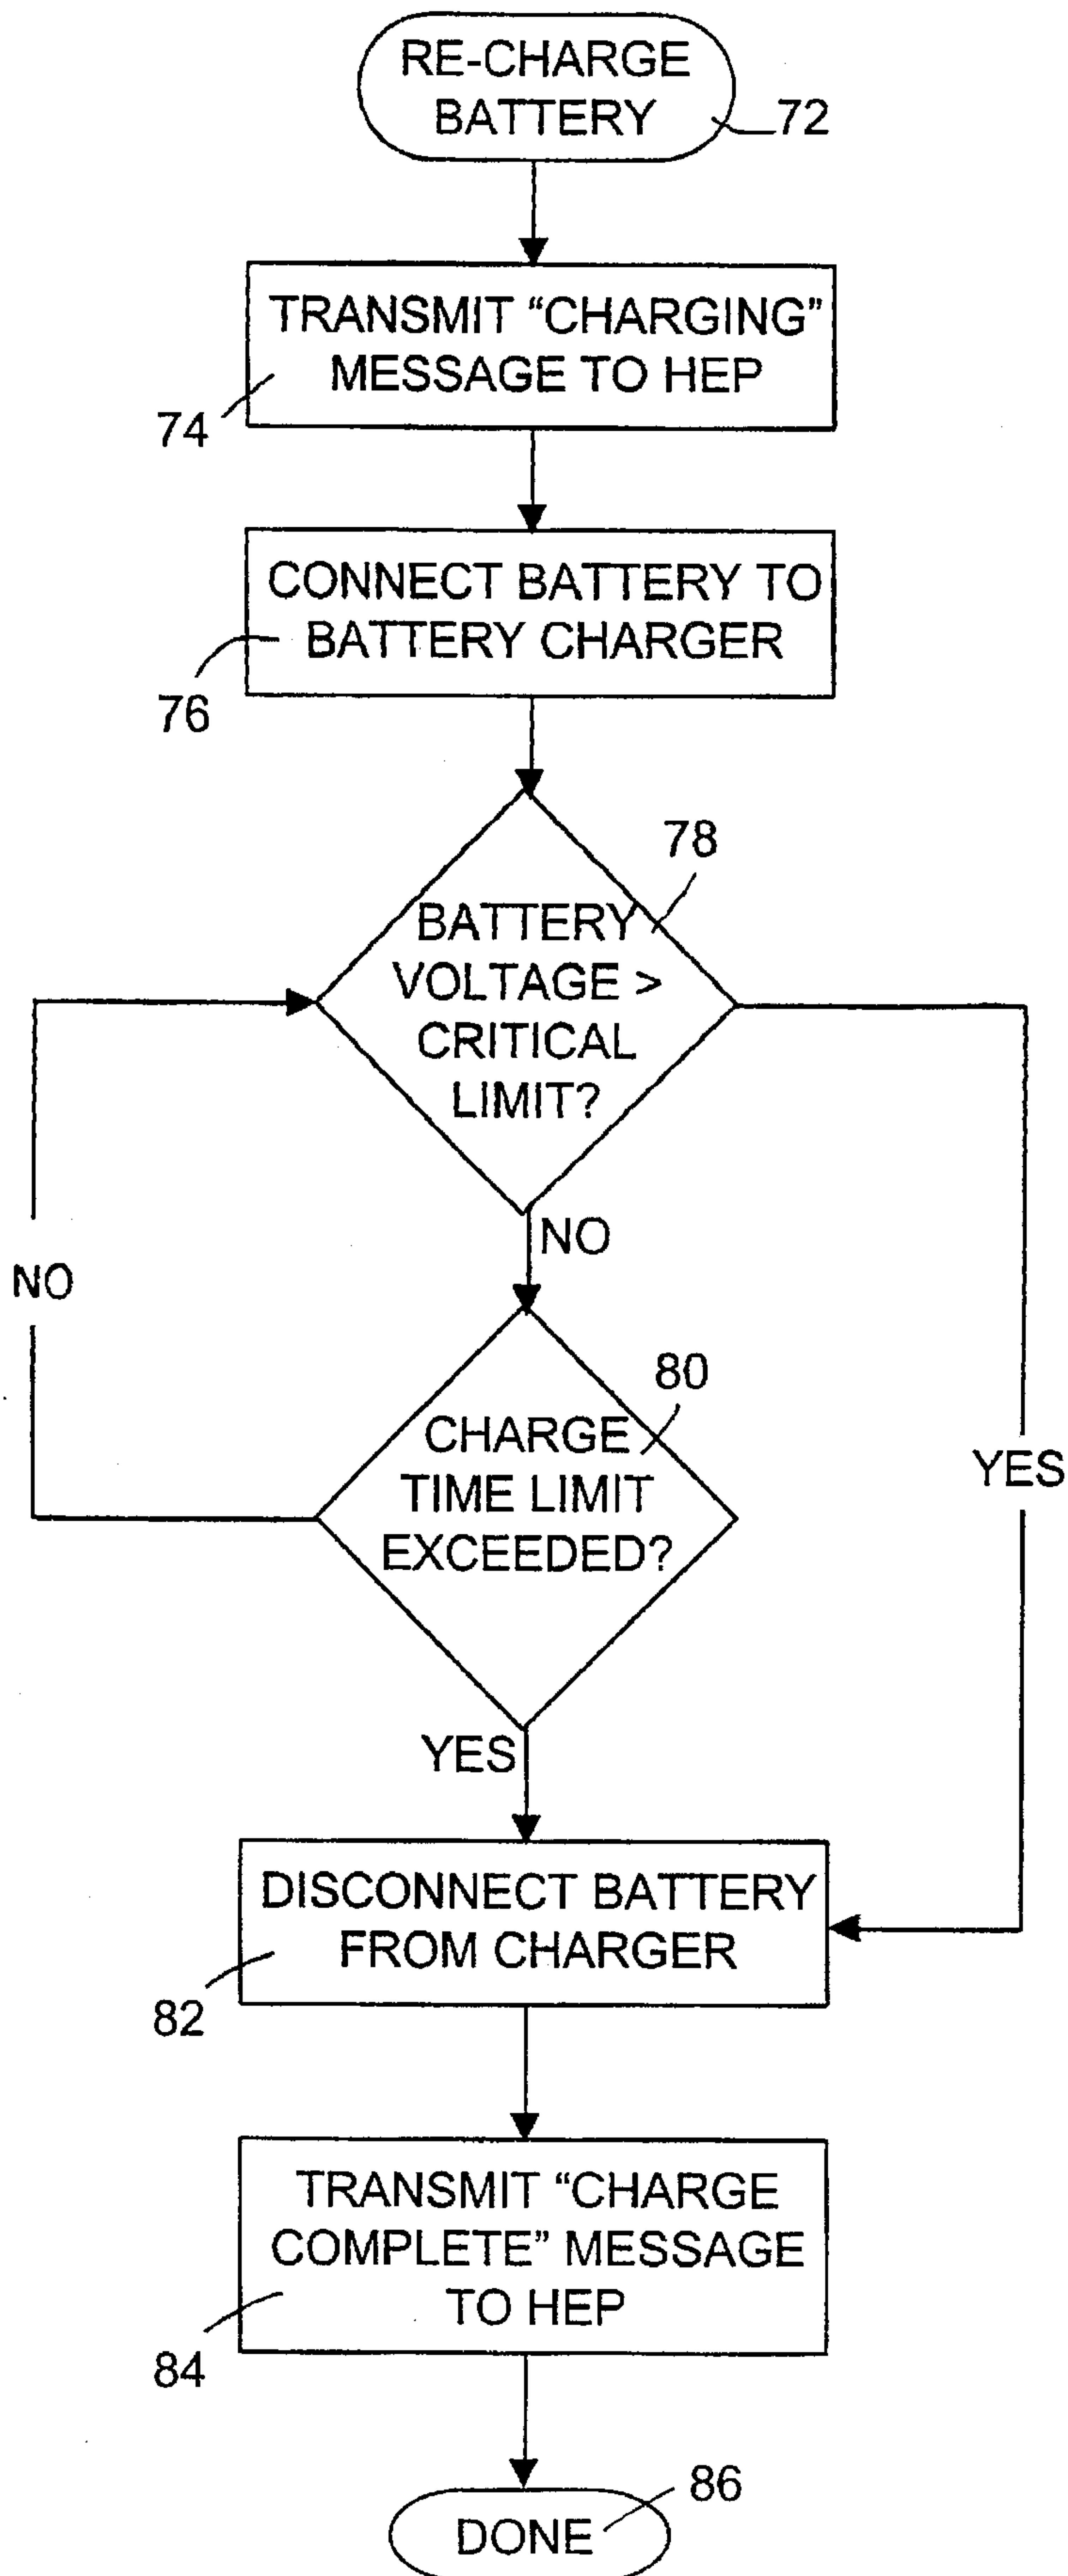 RE-CHARGE
BATTERY
72
TRANSMIT “CHARGING”
MESSAGE TO HEP
74
CONNECT BATTERY TO
BATTERY CHARGER
76
78
BATTERY
VOLTAGE >
CRITICAL
LIMIT?
NO
NO
80
CHARGE
TIME LIMIT
EXCEEDED?
YES
YES
DISCONNECT BATTERY
FROM CHARGER
82
TRANSMIT “CHARGE
COMPLETE” MESSAGE
TO HEP
84
86
DONE